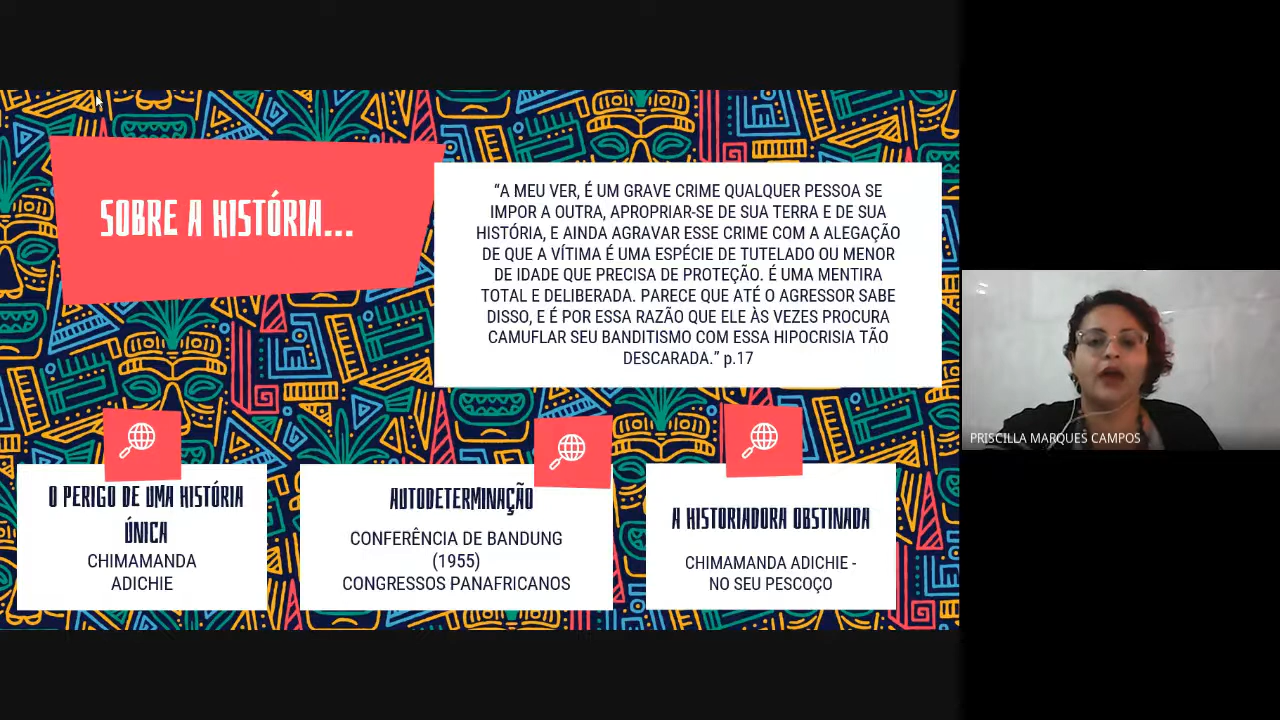 SOBRE A HISTÓRIA...
“A MEU VER, É UM GRAVE CRIME QUALQUER PESSOA SE
IMPOR A OUTRA, APROPRIAR-SE DE SUA TERRA E DE SUA
HISTÓRIA, E AINDA AGRAVAR ESSE CRIME COM A ALEGAÇÃO
DE QUE A VÍTIMA É UMA ESPÉCIE DE TUTELADO OU MENOR
DE IDADE QUE PRECISA DE PROTEÇÃO. É UMA MENTIRA
TOTAL E DELIBERADA. PARECE QUE ATÉ O AGRESSOR SABE
DISSO, E É POR ESSA RAZÃO QUE ELE ÀS VEZES PROCURA
CAMUFLAR SEU BANDITISMO COM ESSA HIPOCRISIA TÃO
DESCARADA.” p.17
O PERIGO DE UMA HISTÓRIA
ÚNICA
CHIMAMANDA
ADICHIE
AUTODETERMINAÇÃO
CONFERÊNCIA DE BANDUNG
(1955)
CONGRESSOS PANAFRICANOS
A HISTORIADORA OBSTINADA
CHIMAMANDA ADICHIE -
NO SEU PESCOÇO
PRISCILLA MARQUES CAMPOS